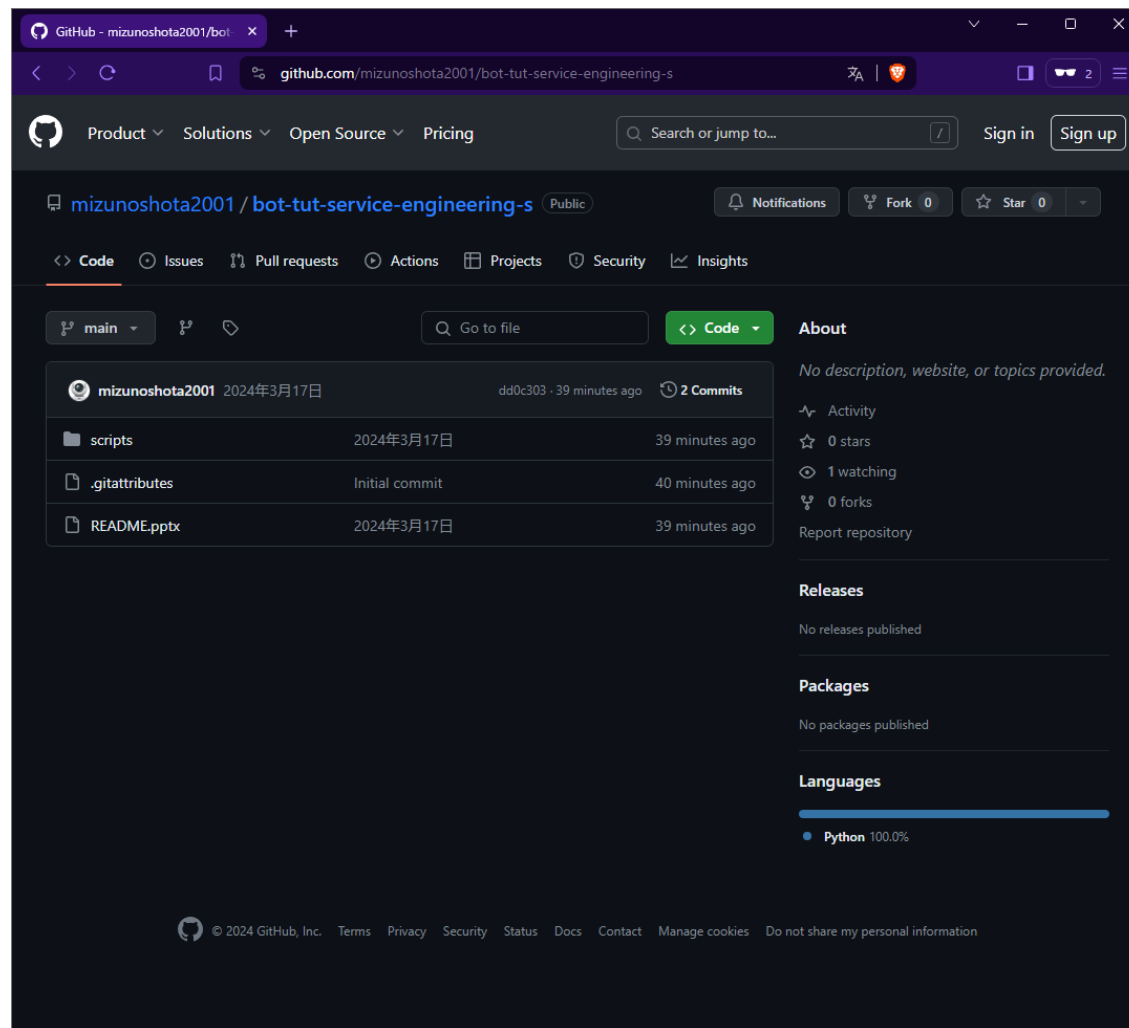 GitHub - mizunoshota2001/bot-
github.com/mizunoshota2001/bot-tut-service-engineering-s
2
Product Solutions Open Source Pricing Search or jump to... / Sign in Sign up
mizunoshota2001 / bot-tut-service-engineering-s Public Notifications Fork 0 Star 0
Code Issues Pull requests Actions Projects Security Insights
main Go to file Code
mizunoshota2001 2024年3月17日 dd0c303 · 39 minutes ago 2 Commits
scripts 2024年3月17日 39 minutes ago
.gitattributes Initial commit 40 minutes ago
README.pptx 2024年3月17日 39 minutes ago
About
No description, website, or topics provided.
Activity
0 stars
1 watching
0 forks
Report repository
Releases
No releases published
Packages
No packages published
Languages
Python 100.0%
© 2024 GitHub, Inc. Terms Privacy Security Status Docs Contact Manage cookies Do not share my personal information